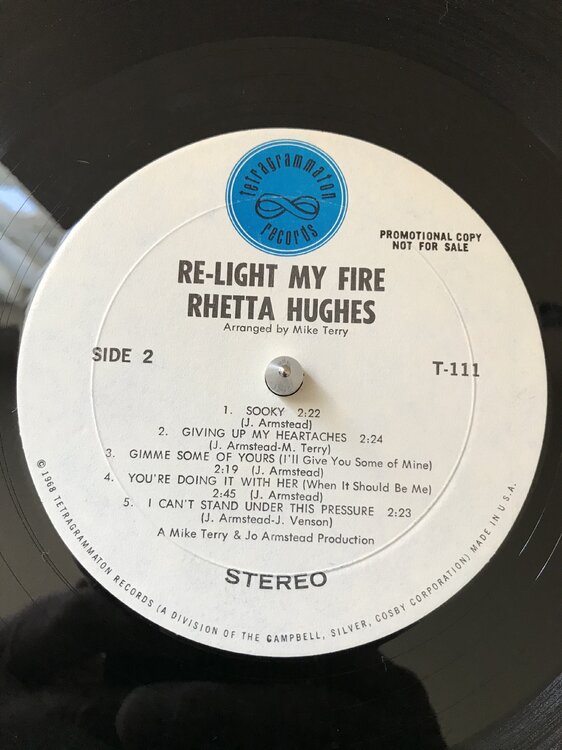 tetragrammaton
records
PROMOTIONAL COPY
NOT FOR SALE
RE-LIGHT MY FIRE
RHETTA HUGHES
Arranged by Mike Terry
SIDE 2
T-111
1. SOOKY 2:22
(J. Armstead)
2. GIVING UP MY HEARTACHES 2:24
(J. Armstead-M. Terry)
3. GIMME SOME OF YOURS (I'll Give You Some of Mine)
2:19 (J. Armstead)
4. YOU'RE DOING IT WITH HER (When It Should Be Me)
2:45 (J. Armstead)
5. I CAN'T STAND UNDER THIS PRESSURE 2:23
(J. Armstead-J. Venson)
A Mike Terry & Jo Armstead Production
STEREO
© 1968 TETRAGRAMMATON RECORDS (A DIVISION OF THE CAMPBELL, SILVER, COSBY CORPORATION) MADE IN U.S.A.